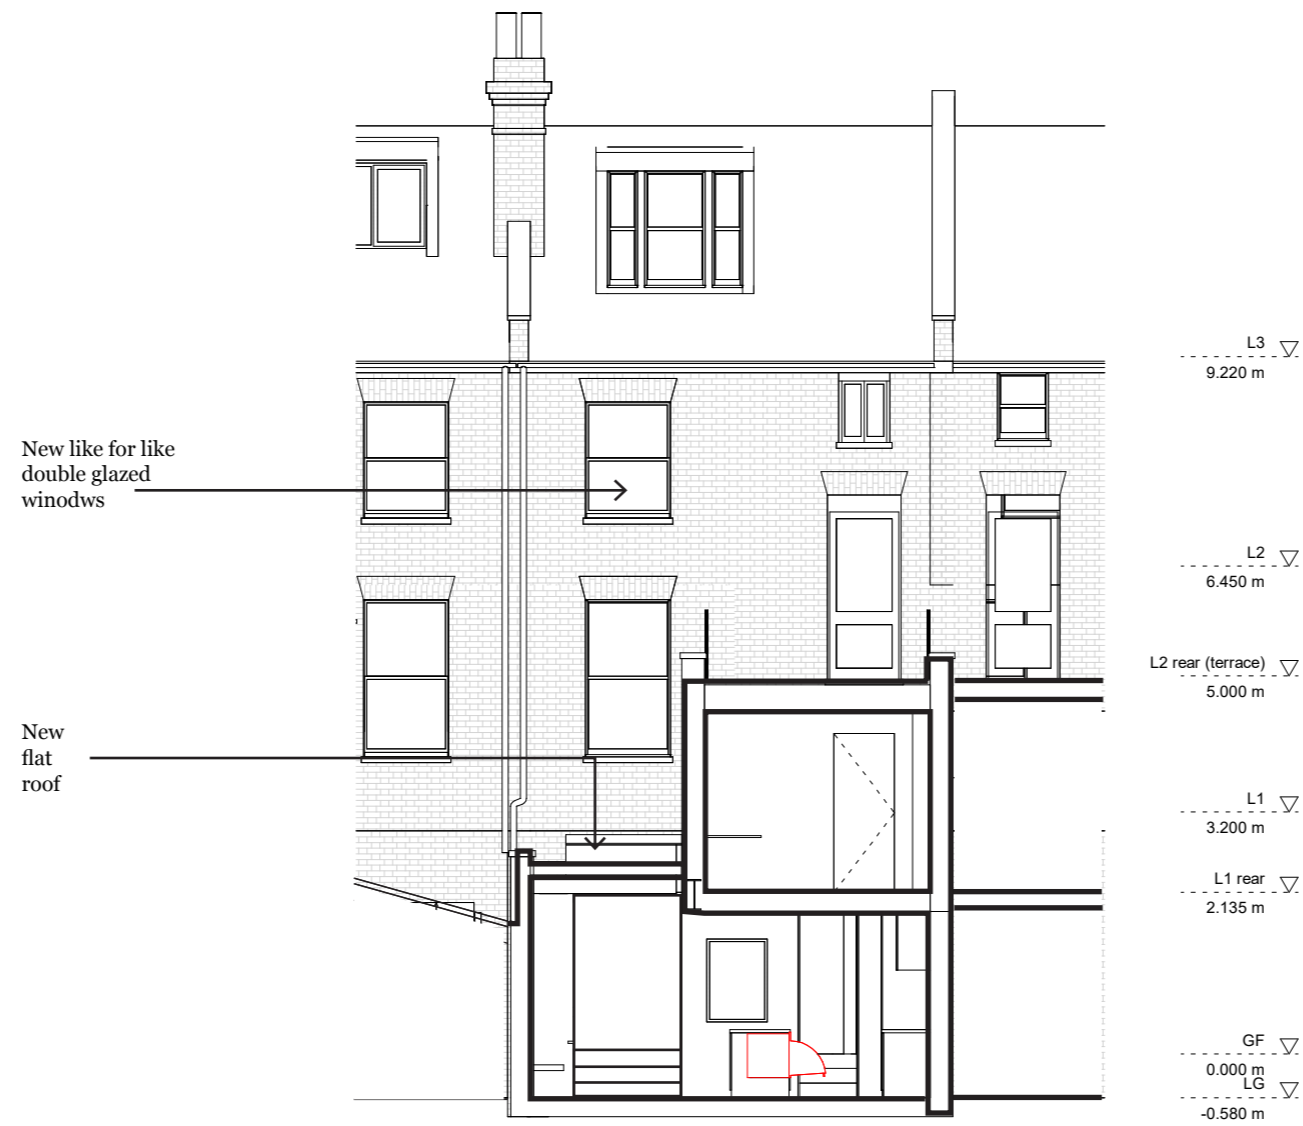 L3
9.220 m
New like for like
double glazed
winodws
L2
6.450 m
L2 rear (terrace)
5.000 m
New
flat
roof
L1
3.200 m
L1 rear
2.135 m
GF
0.000 m
LG
-0.580 m